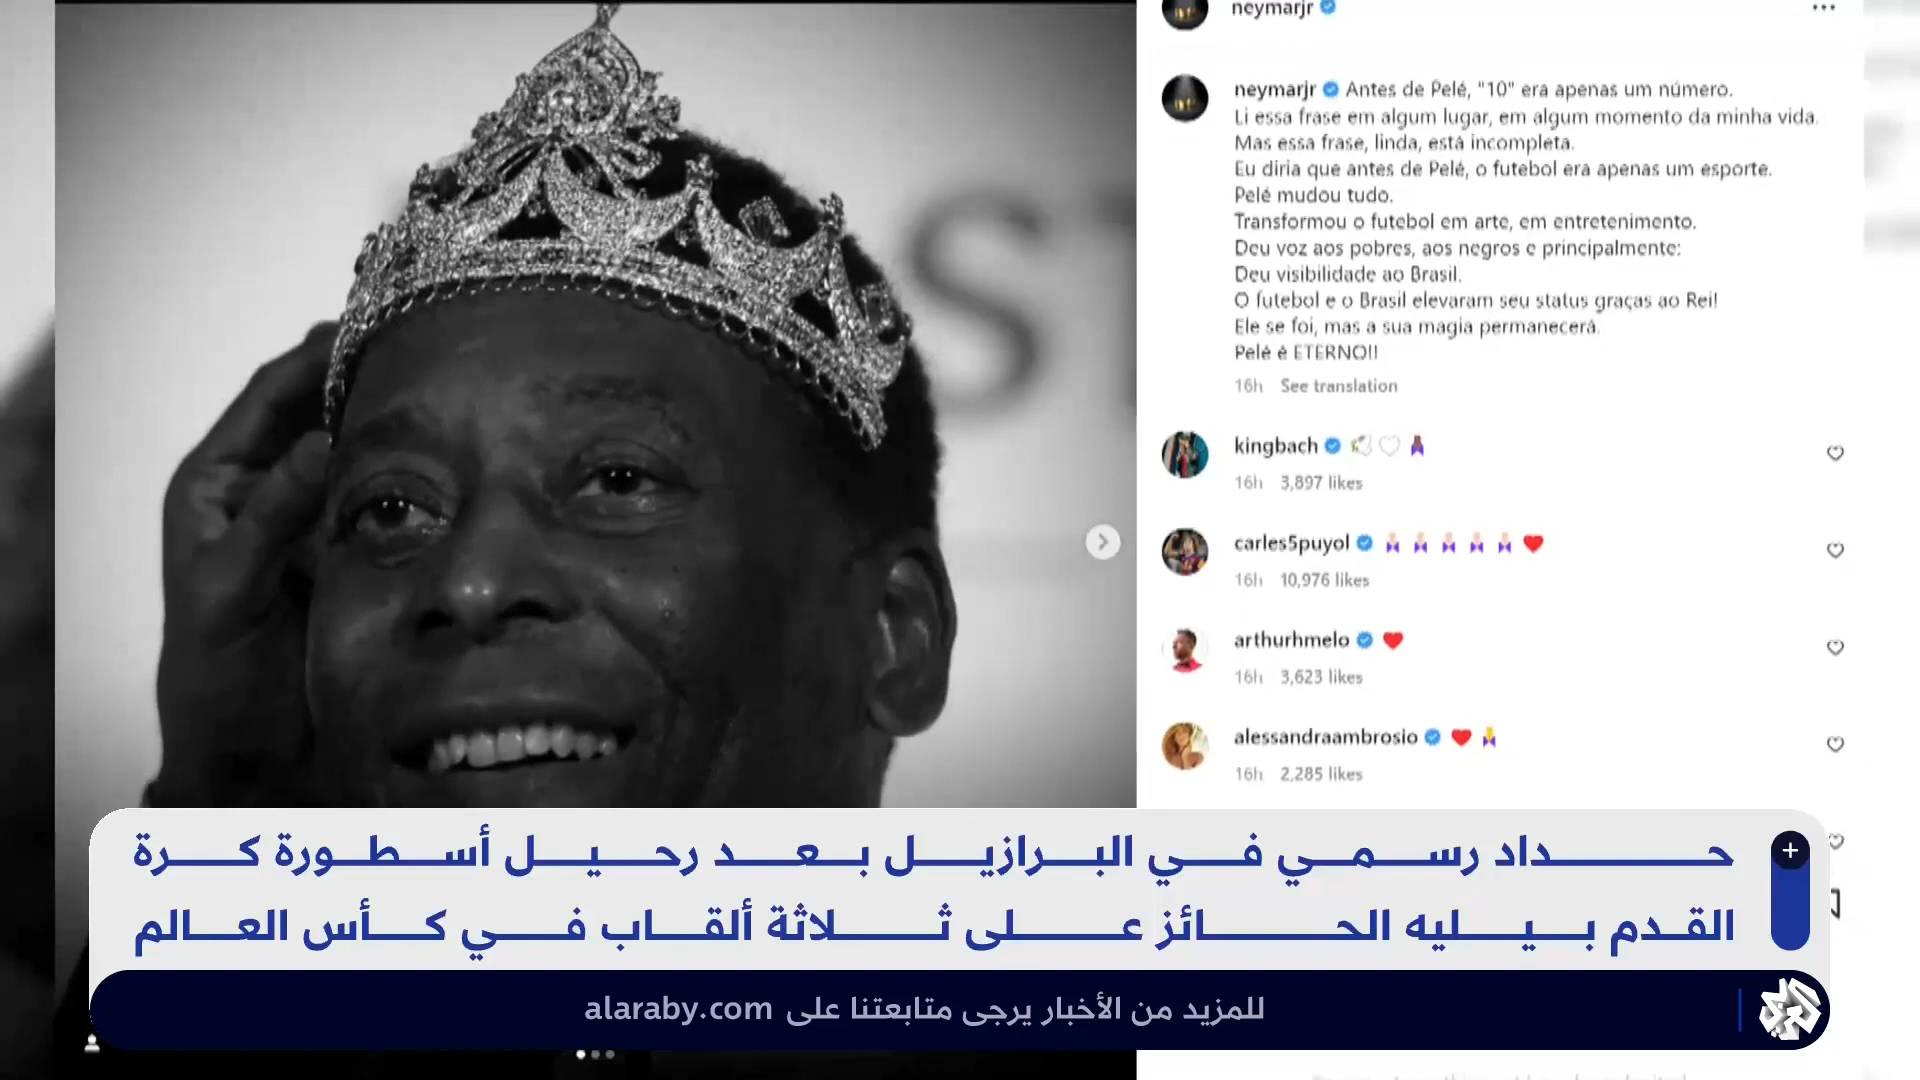 neymarjr
neymarjr Antes de Pelé, "10" era apenas um número.
Li essa frase em algum lugar, em algum momento da minha vida.
Mas essa frase, linda, está incompleta.
Eu diria que antes de Pelé, o futebol era apenas um esporte.
Pelé mudou tudo.
Transformou o futebol em arte, em entretenimento.
Deu voz aos pobres, aos negros e principalmente:
Deu visibilidade ao Brasil.
O futebol e o Brasil elevaram seu status graças ao Rei!
Ele se foi, mas a sua magia permanecerá.
Pelé é ETERNO!!
16h See translation
kingbach
16h 3,897 likes
carles5puyol
16h 10,976 likes
arthurhmelo
16h 3,623 likes
alessandraambrosio
16h 2,285 likes
حداد رسمي في البرازيل بعد رحيل أسطورة كرة
القدم بيليه الحائز على ثلاثة ألقاب في كأس العالم
للمزيد من الأخبار يرجى متابعتنا على alaraby.com